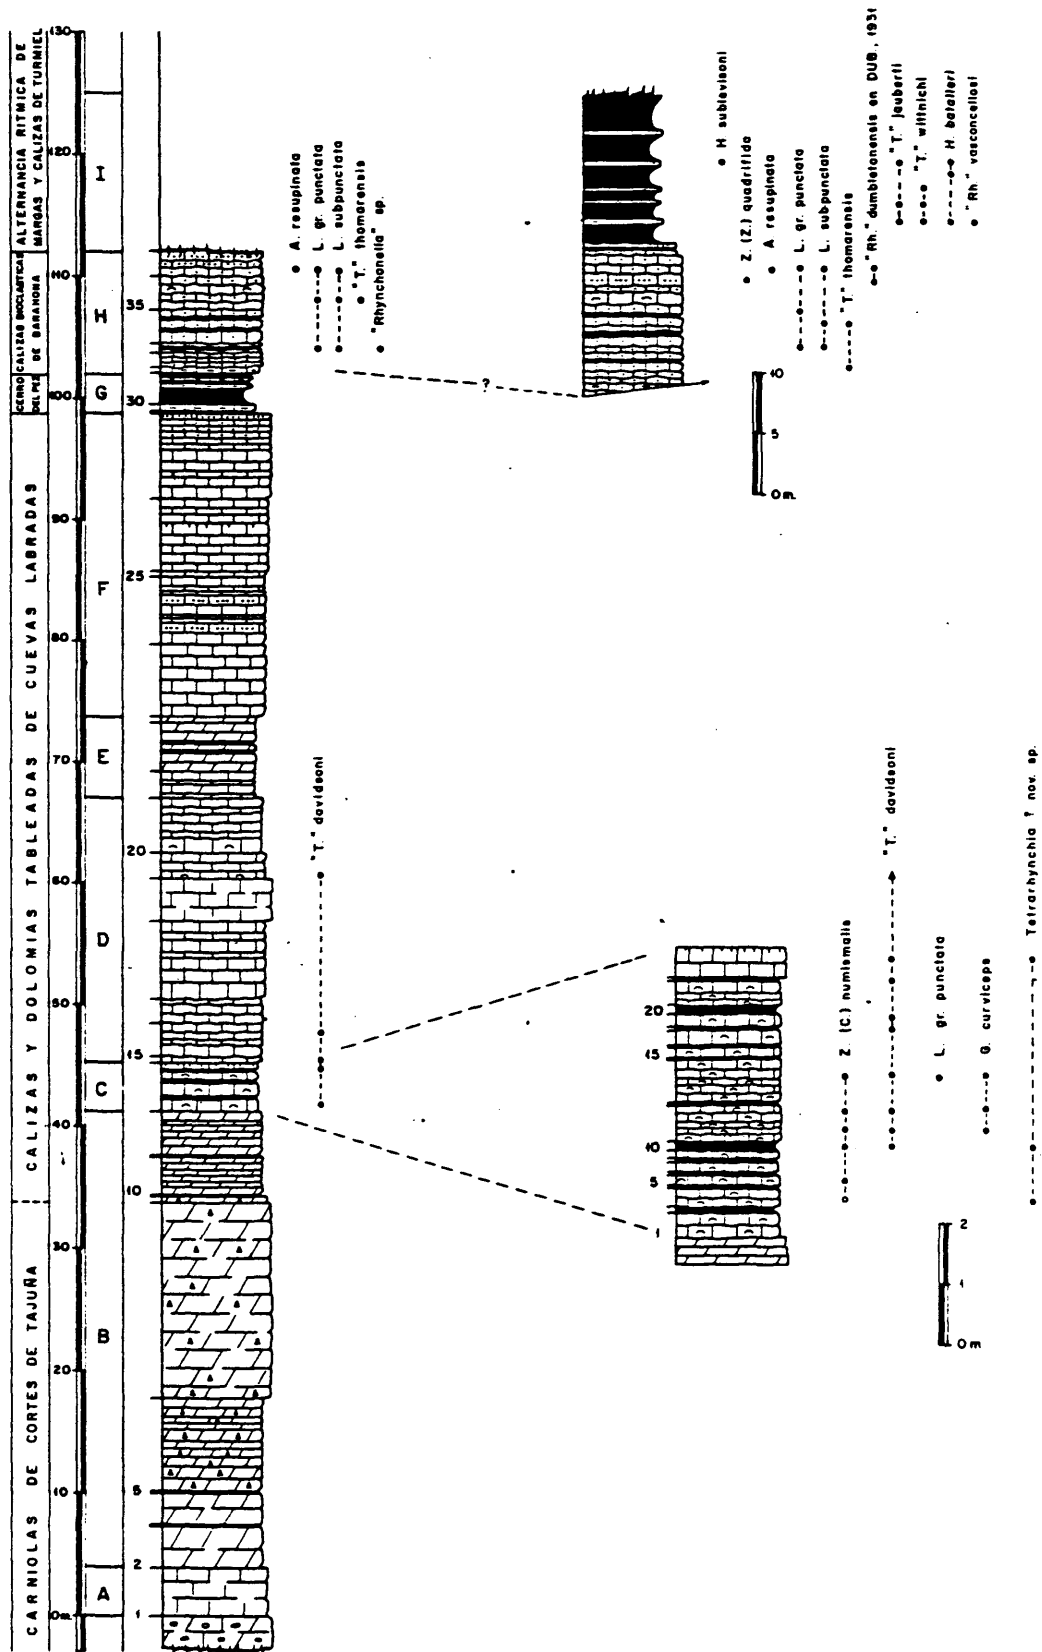 ALTERNANCIA RITMICA DE
MARGAS Y CALIZAS DE TURMIEL
CALIZAS BIOCLASTICAS
DE BARAHONA
CERRO
DEL PEZ
CALIZAS Y DOLOMIAS TABLEADAS DE CUEVAS LABRADAS
CARNIOLAS DE CORTES DE TAJUÑA
130
120
110
100
90
80
70
60
50
40
30
20
10
0m.
I
H
G
F
E
D
C
B
A
35
30
25
20
15
10
5
2
1
A. resupinata
L. gr. punctata
L. subpunctata
"T." thomarensis
"Rhynchonella" sp.
?
"T." davidsoni
H. sublevisoni
Z. (Z.) quadrifida
A resupinata
L. gr. punctata
L. subpunctata
"T." thomarensis
"Rh." dumbletonensis en DUB., 1931
"T." jauberti
"T." wittnichi
H. batalleri
"Rh." vasconcellosi
10
5
0 m.
20
15
10
5
1
Z. (C.) numismalis
"T." davidsoni
L. gr. punctata
G. curviceps
Tetrarhynchia ? nov. sp.
2
1
0 m